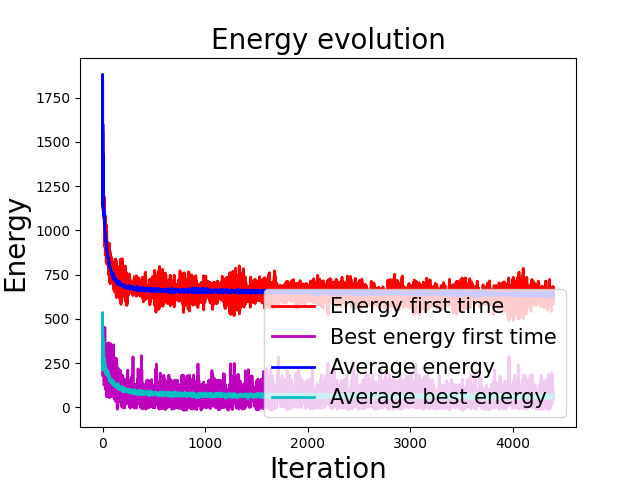 Energy evolution
1750
1500
1250
1000
750
500
250
0
Energy
Energy first time
Best energy first time
Average energy
Average best energy
0
1000
2000
3000
4000
Iteration